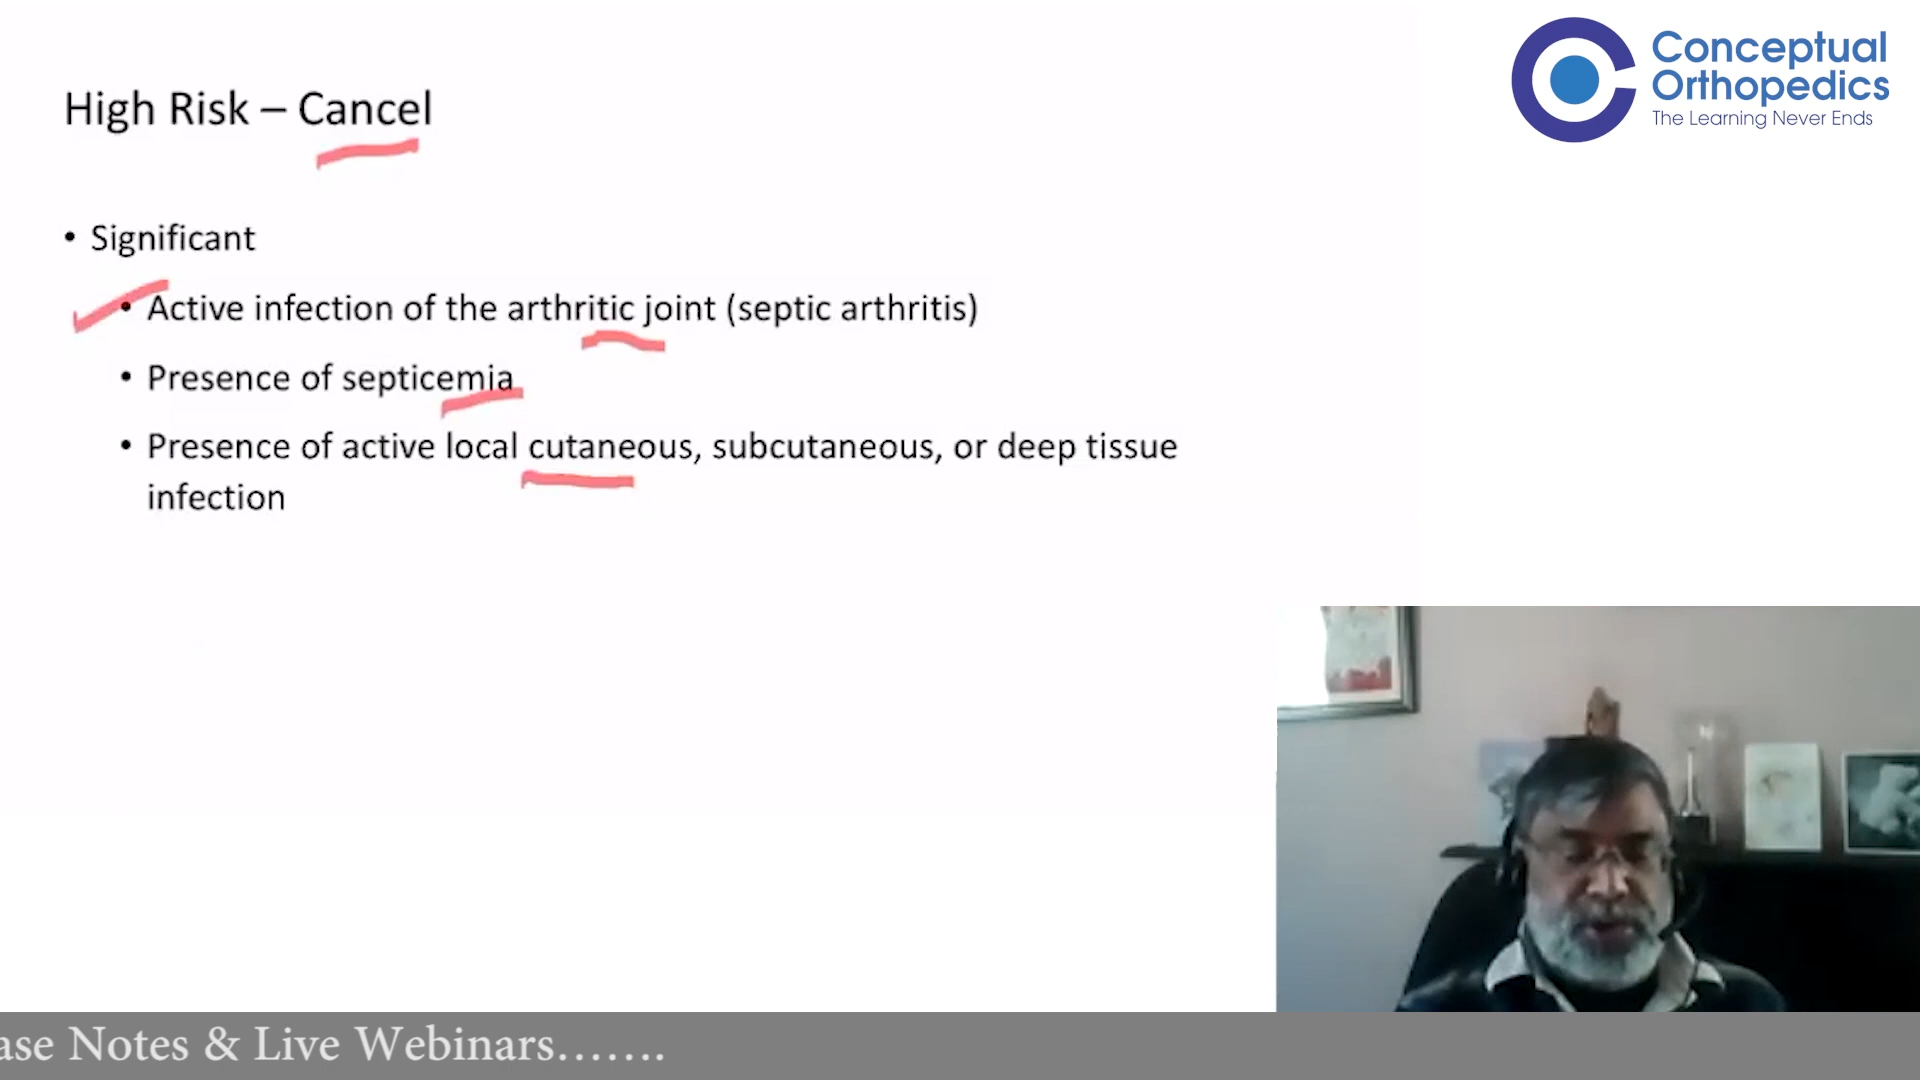 High Risk – Cancel
• Significant
• Active infection of the arthritic joint (septic arthritis)
• Presence of septicemia
• Presence of active local cutaneous, subcutaneous, or deep tissue
infection
Conceptual
Orthopedics
The Learning Never Ends
ase Notes & Live Webinars.......